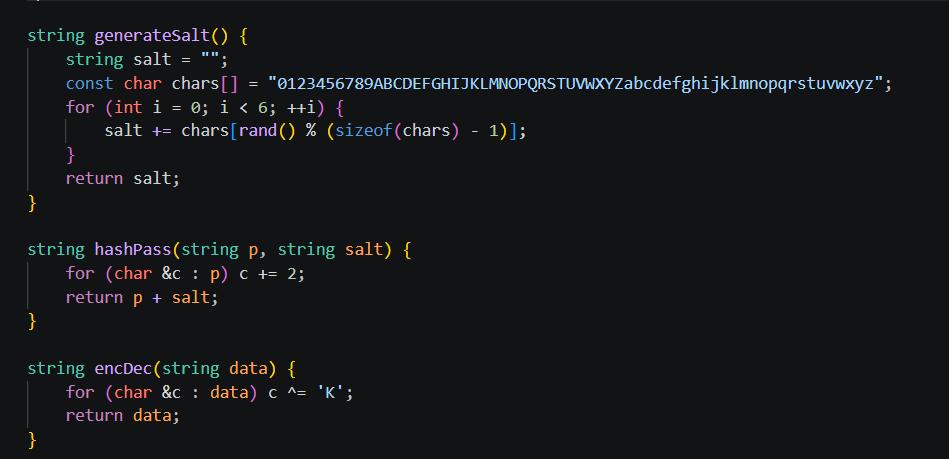 string generateSalt() {
    string salt = "";
    const char chars[] = "0123456789ABCDEFGHIJKLMNOPQRSTUVWXYZabcdefghijklmnopqrstuvwxyz";
    for (int i = 0; i < 6; ++i) {
        salt += chars[rand() % (sizeof(chars) - 1)];
    }
    return salt;
}

string hashPass(string p, string salt) {
    for (char &c : p) c += 2;
    return p + salt;
}

string encDec(string data) {
    for (char &c : data) c ^= 'K';
    return data;
}